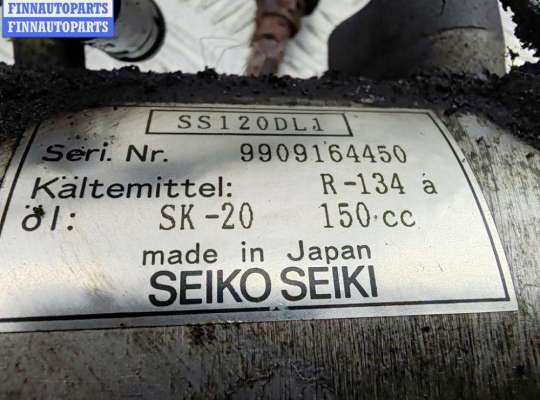 FINNAUTOPARTS
FINNAUTOPARTS
SS120DL1
Seri. Nr. 9909164450
Kältemittel: R-134 a
öl: SK-20 150.cc
made in Japan
SEIKO SEIKI